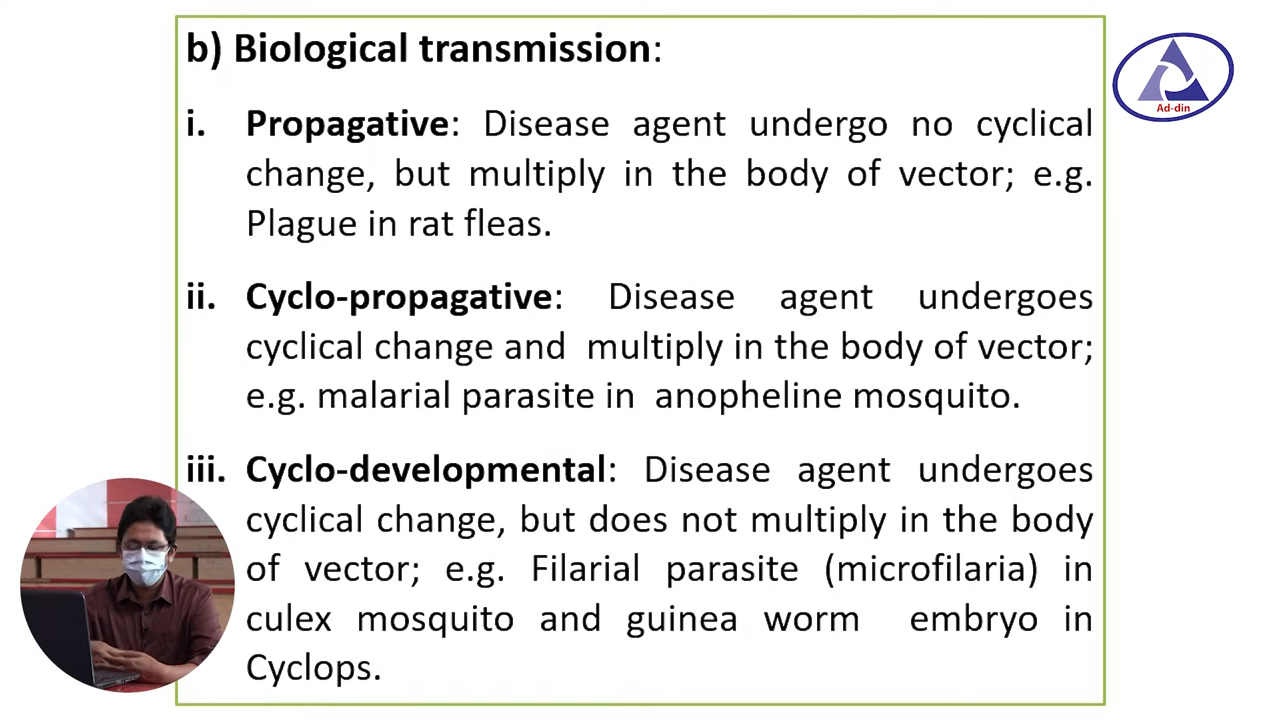 b) Biological transmission:
i. Propagative: Disease agent undergo no cyclical
change, but multiply in the body of vector; e.g.
Plague in rat fleas.
ii. Cyclo-propagative: Disease agent undergoes
cyclical change and multiply in the body of vector;
e.g. malarial parasite in anopheline mosquito.
iii. Cyclo-developmental: Disease agent undergoes
cyclical change, but does not multiply in the body
of vector; e.g. Filarial parasite (microfilaria) in
culex mosquito and guinea worm embryo in
Cyclops.
Ad-din